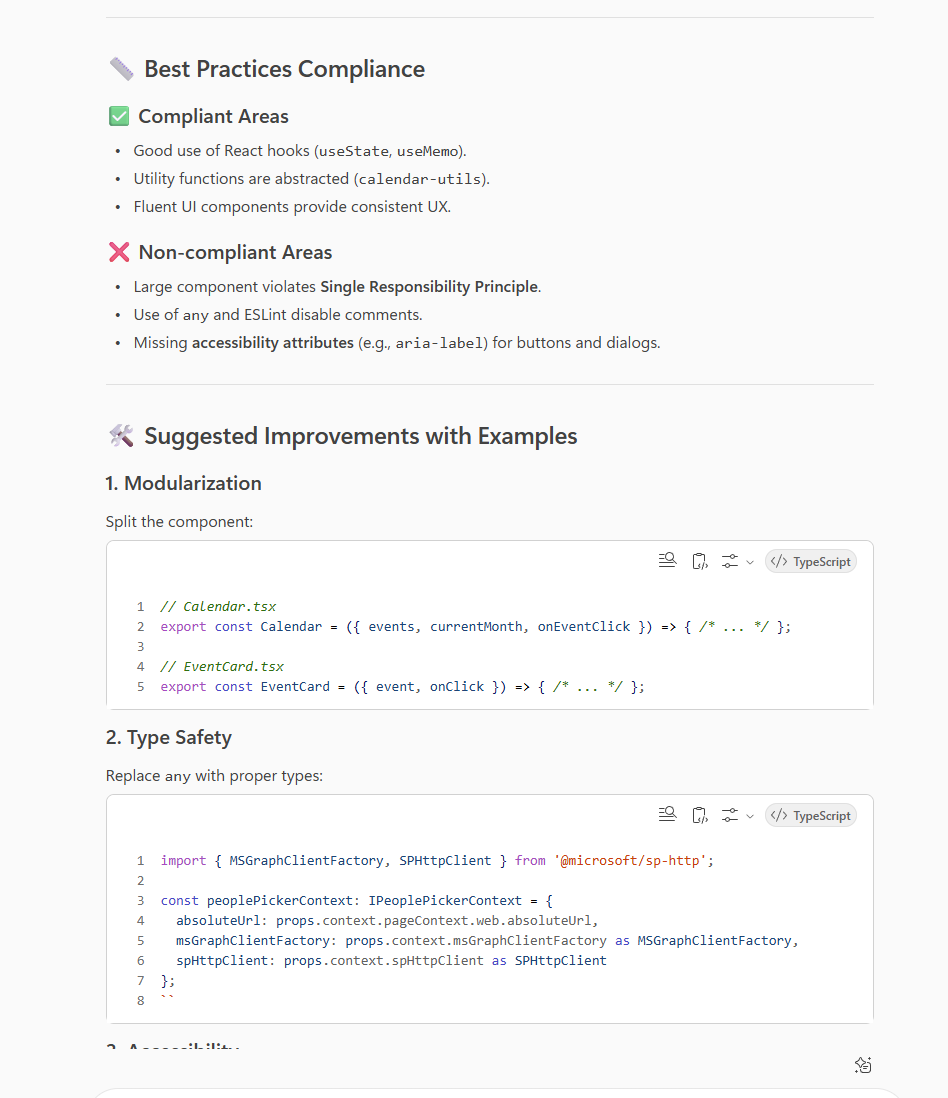 Best Practices Compliance
Compliant Areas
• Good use of React hooks (useState, useMemo).
• Utility functions are abstracted (calendar-utils).
• Fluent UI components provide consistent UX.
Non-compliant Areas
• Large component violates Single Responsibility Principle.
• Use of any and ESLint disable comments.
• Missing accessibility attributes (e.g., aria-label) for buttons and dialogs.
Suggested Improvements with Examples
1. Modularization
Split the component:
</> TypeScript
1 // Calendar.tsx
2 export const Calendar = ({ events, currentMonth, onEventClick }) => { /* ... */ };
3
4 // EventCard.tsx
5 export const EventCard = ({ event, onClick }) => { /* ... */ };
2. Type Safety
Replace any with proper types:
</> TypeScript
1 import { MSGraphClientFactory, SPHttpClient } from '@microsoft/sp-http';
2
3 const peoplePickerContext: IPeoplePickerContext = {
4   absoluteUrl: props.context.pageContext.web.absoluteUrl,
5   msGraphClientFactory: props.context.msGraphClientFactory as MSGraphClientFactory,
6   spHttpClient: props.context.spHttpClient as SPHttpClient
7 };
8 ``
3. Accessibility